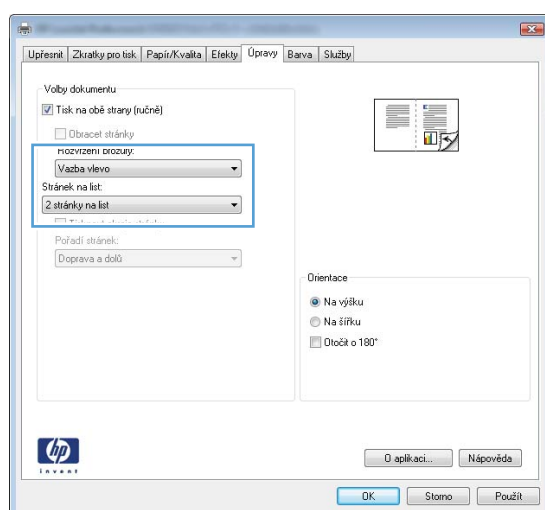 Upřesnit Zkratky pro tisk Papír/Kvalita Efekty Úpravy Barva Služby
Volby dokumentu
Tisk na obě strany (ručně)
Obracet stránky
Rozvržení brožury:
Vazba vlevo
Stránek na list:
2 stránky na list
Pořadí stránek:
Doprava a dolů
Orientace
Na výšku
Na šířku
Otočit o 180°
hp
invent
O aplikaci... Nápověda
OK Storno Použít